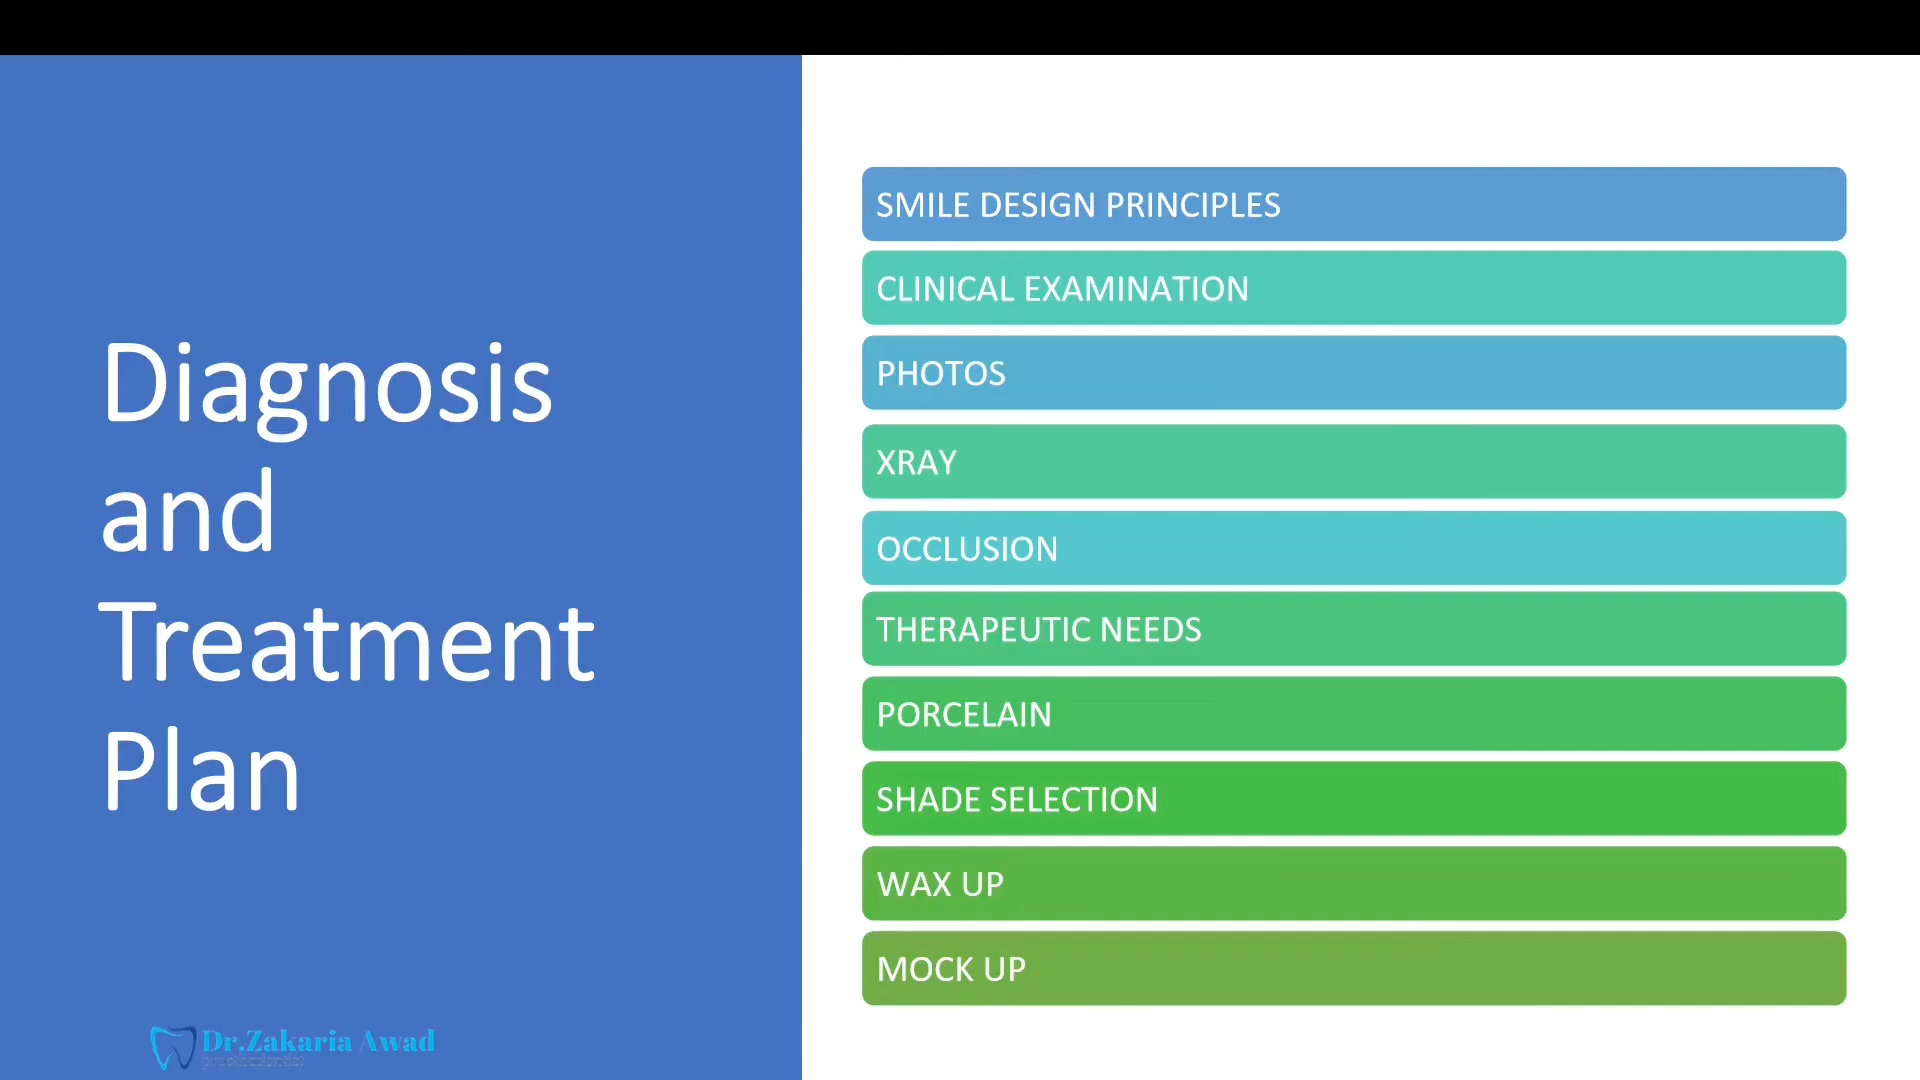 Diagnosis
and
Treatment
Plan
SMILE DESIGN PRINCIPLES
CLINICAL EXAMINATION
PHOTOS
XRAY
OCCLUSION
THERAPEUTIC NEEDS
PORCELAIN
SHADE SELECTION
WAX UP
MOCK UP
Dr.Zakaria Awad